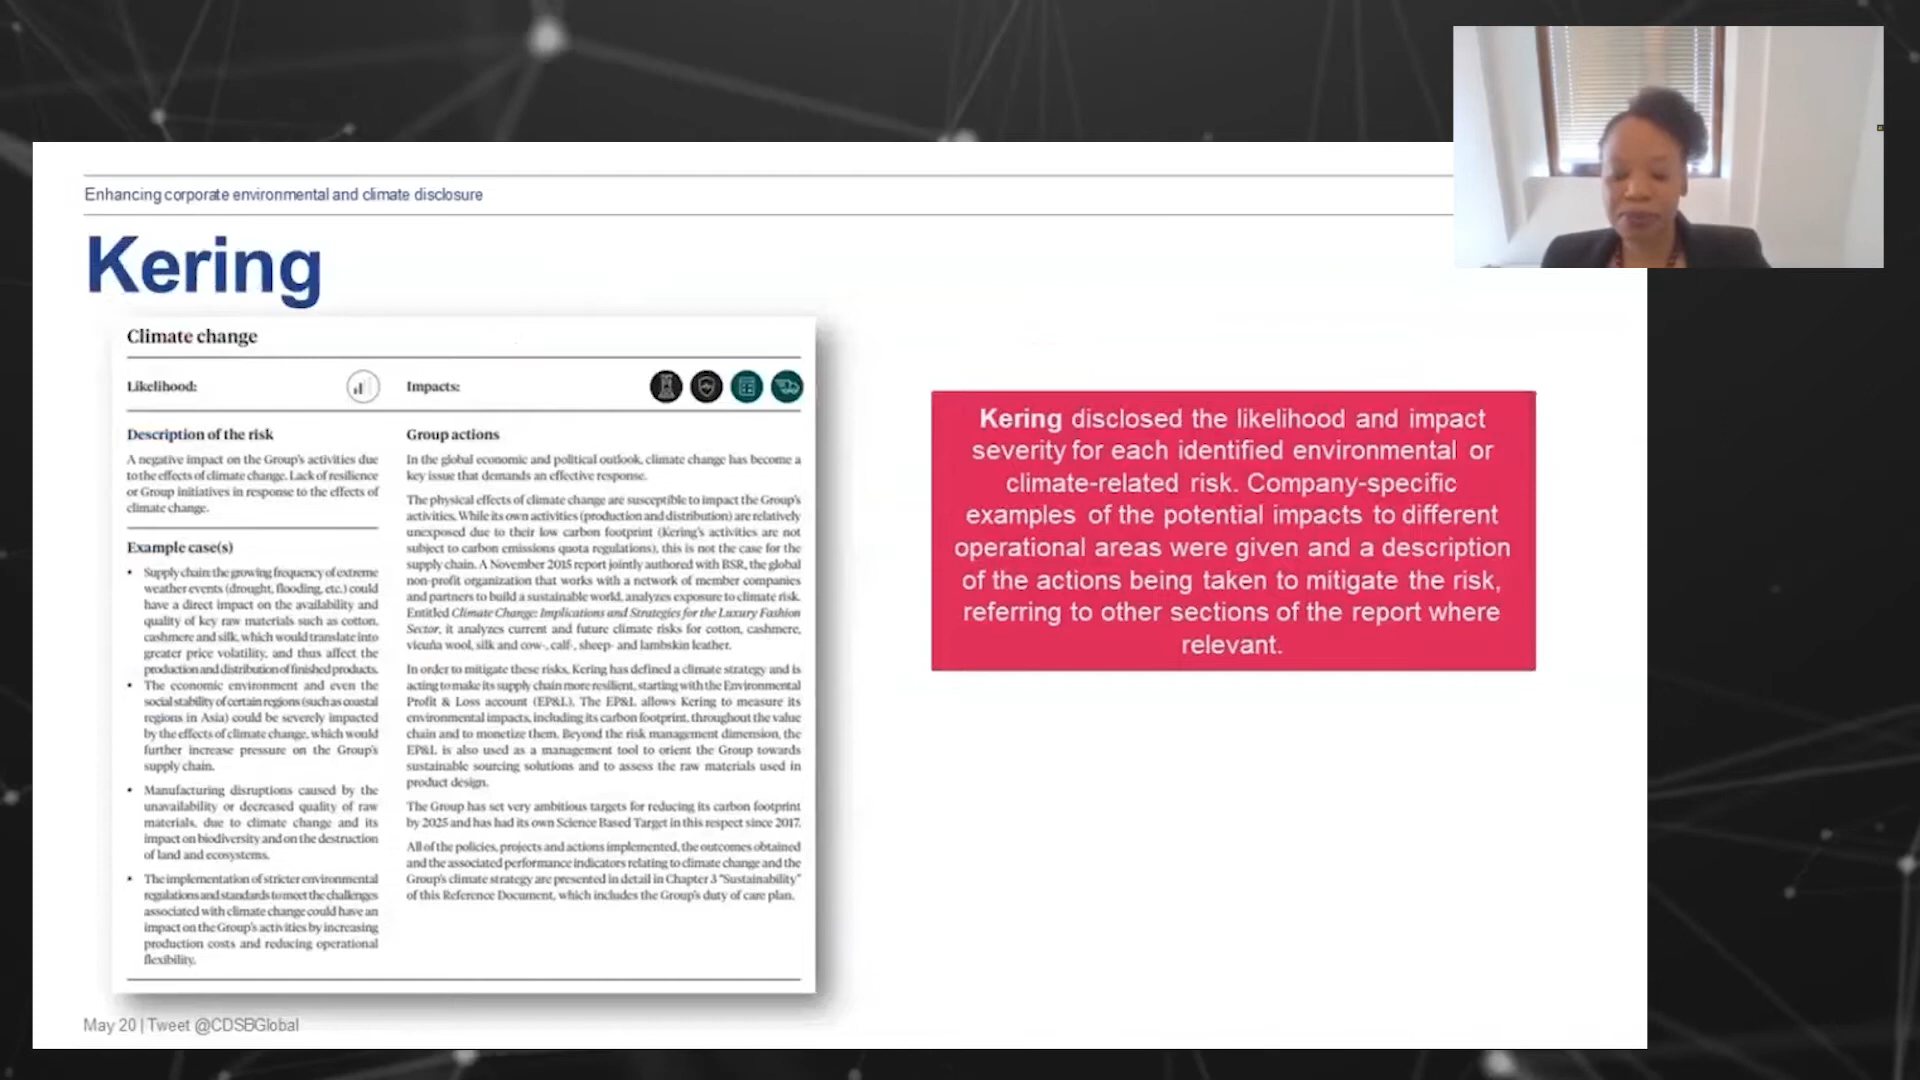 Enhancing corporate environmental and climate disclosure
Kering
Climate change
Likelihood:
Impacts:
Description of the risk
A negative impact on the Group's activities due
to the effects of climate change. Lack of resilience
or Group initiatives in response to the effects of
climate change.
Example case(s)
• Supply chain: the growing frequency of extreme
weather events (drought, flooding, etc.) could
have a direct impact on the availability and
quality of key raw materials such as cotton,
cashmere and silk, which would translate into
greater price volatility, and thus affect the
production and distribution of finished products.
• The economic environment and even the
social stability of certain regions (such as coastal
regions in Asia) could be severely impacted
by the effects of climate change, which would
further increase pressure on the Group's
supply chain.
• Manufacturing disruptions caused by the
unavailability or decreased quality of raw
materials, due to climate change and its
impact on biodiversity and on the destruction
of land and ecosystems.
• The implementation of stricter environmental
regulations and standards to meet the challenges
associated with climate change could have an
impact on the Group's activities by increasing
production costs and reducing operational
flexibility.
Group actions
In the global economic and political outlook, climate change has become a
key issue that demands an effective response.
The physical effects of climate change are susceptible to impact the Group's
activities. While its own activities (production and distribution) are relatively
unexposed due to their low carbon footprint (Kering's activities are not
subject to carbon emissions quota regulations), this is not the case for the
supply chain. A November 2015 report jointly authored with BSR, the global
non-profit organization that works with a network of member companies
and partners to build a sustainable world, analyzes exposure to climate risk.
Entitled Climate Change: Implications and Strategies for the Luxury Fashion
Sector, it analyzes current and future climate risks for cotton, cashmere,
vicuña wool, silk and cow-, calf-, sheep- and lambskin leather.
In order to mitigate these risks, Kering has defined a climate strategy and is
acting to make its supply chain more resilient, starting with the Environmental
Profit & Loss account (EP&L). The EP&L allows Kering to measure its
environmental impacts, including its carbon footprint, throughout the value
chain and to monetize them. Beyond the risk management dimension, the
EP&L is also used as a management tool to orient the Group towards
sustainable sourcing solutions and to assess the raw materials used in
product design.
The Group has set very ambitious targets for reducing its carbon footprint
by 2025 and has had its own Science Based Target in this respect since 2017.
All of the policies, projects and actions implemented, the outcomes obtained
and the associated performance indicators relating to climate change and the
Group's climate strategy are presented in detail in Chapter 3 "Sustainability"
of this Reference Document, which includes the Group's duty of care plan.
Kering disclosed the likelihood and impact
severity for each identified environmental or
climate-related risk. Company-specific
examples of the potential impacts to different
operational areas were given and a description
of the actions being taken to mitigate the risk,
referring to other sections of the report where
relevant.
May 20 | Tweet @CDSBGlobal